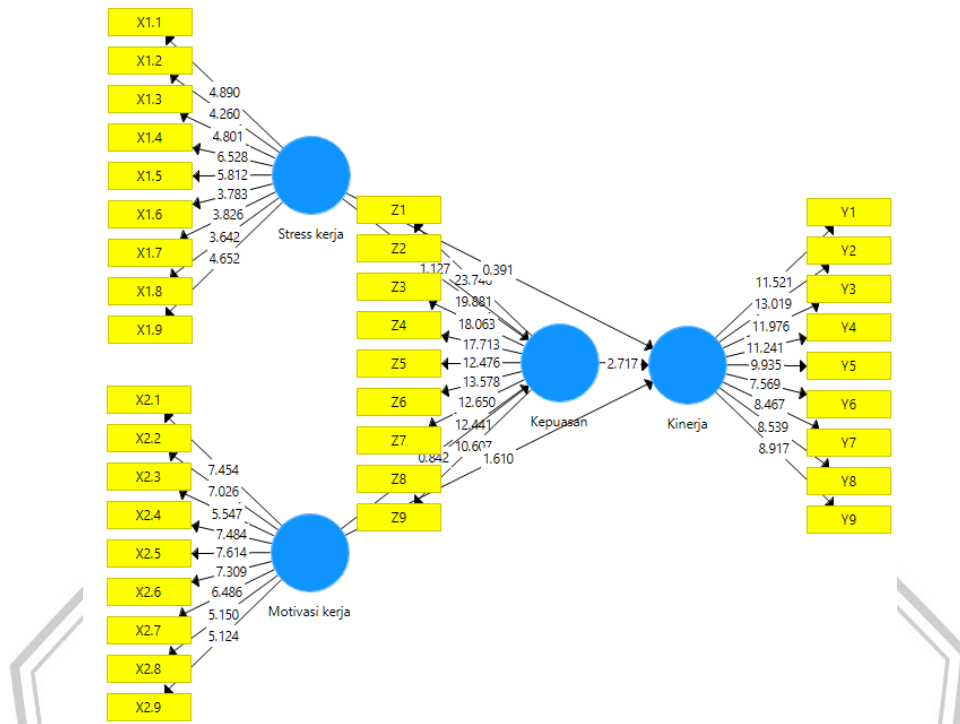 X1.1
X1.2
X1.3
X1.4
X1.5
X1.6
X1.7
X1.8
X1.9
4.890
4.260
4.801
6.528
5.812
3.783
3.826
3.642
4.652
Stress kerja
X2.1
X2.2
X2.3
X2.4
X2.5
X2.6
X2.7
X2.8
X2.9
7.454
7.026
5.547
7.484
7.614
7.309
6.486
5.150
5.124
Motivasi kerja
Z1
Z2
Z3
Z4
Z5
Z6
Z7
Z8
Z9
1.127
0.391
19.881
18.063
17.713
12.476
13.578
12.650
12.441
10.607
0.842
1.610
Kepuasan
2.717
Kinerja
11.521
13.019
11.976
11.241
9.935
7.569
8.467
8.539
8.917
Y1
Y2
Y3
Y4
Y5
Y6
Y7
Y8
Y9